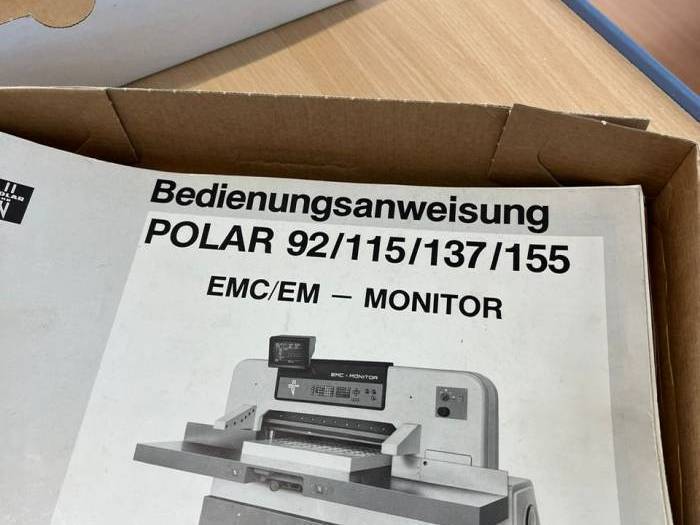 Bedienungsanweisung
POLAR 92/115/137/155
EMC/EM – MONITOR
EMC - MONITOR